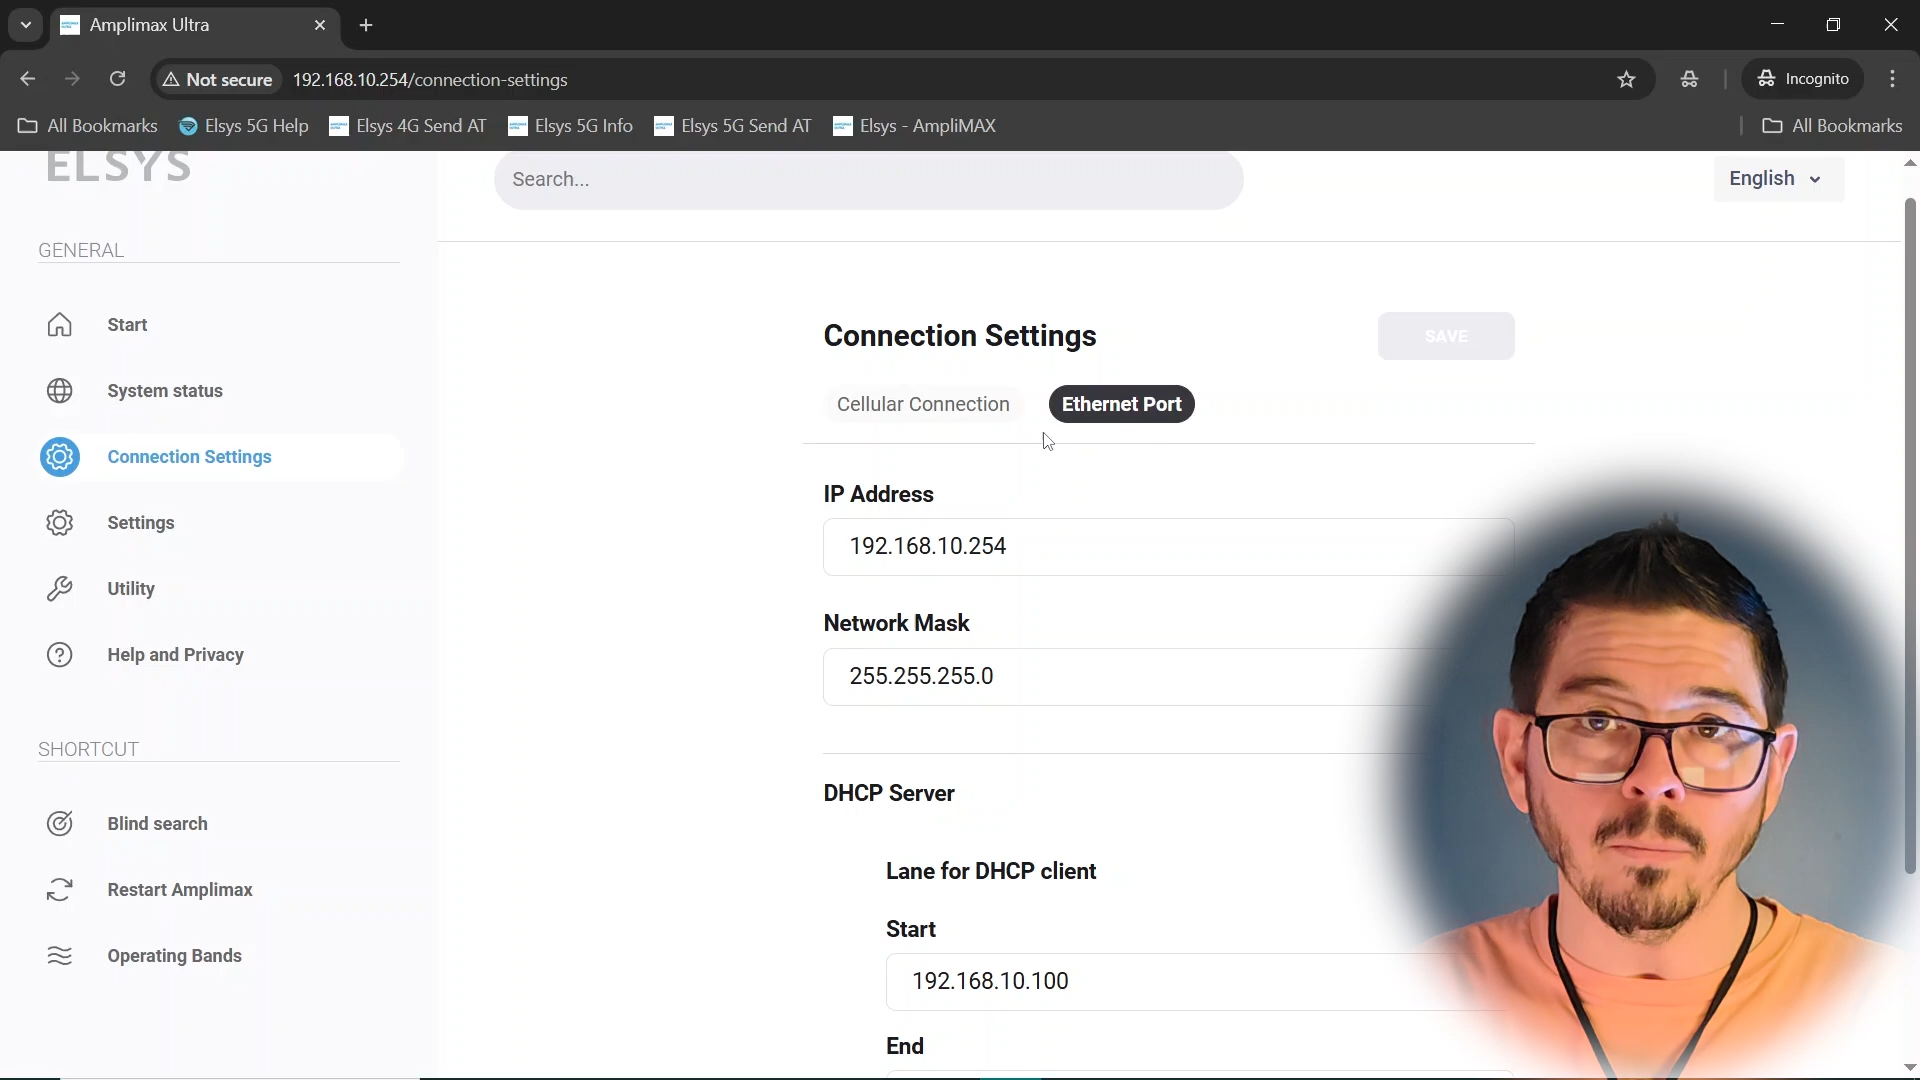 Amplimax Ultra
Not secure
192.168.10.254/connection-settings
Incognito
All Bookmarks
Elsys 5G Help
Elsys 4G Send AT
Elsys 5G Info
Elsys 5G Send AT
Elsys - AmpliMAX
All Bookmarks
ELSYS
Search...
English
GENERAL
Start
System status
Connection Settings
Settings
Utility
Help and Privacy
SHORTCUT
Blind search
Restart Amplimax
Operating Bands
Connection Settings
SAVE
Cellular Connection
Ethernet Port
IP Address
192.168.10.254
Network Mask
255.255.255.0
DHCP Server
Lane for DHCP client
Start
192.168.10.100
End